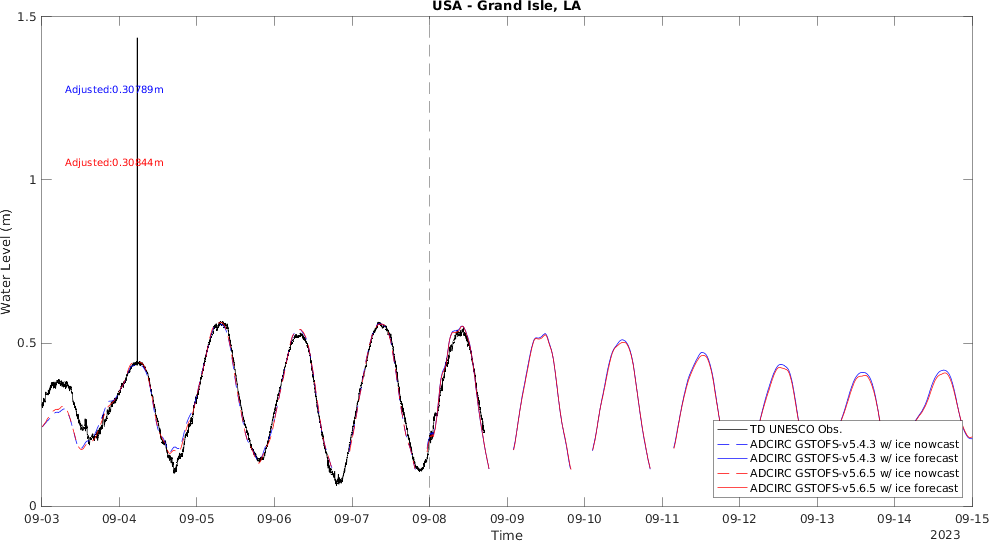 USA - Grand Isle, LA
1.5
1
0.5
0
Water Level (m)
Adjusted:0.30789m
Adjusted:0.30844m
TD UNESCO Obs.
ADCIRC GSTOFS-v5.4.3 w/ ice nowcast
ADCIRC GSTOFS-v5.4.3 w/ ice forecast
ADCIRC GSTOFS-v5.6.5 w/ ice nowcast
ADCIRC GSTOFS-v5.6.5 w/ ice forecast
09-03 09-04 09-05 09-06 09-07 09-08 09-09 09-10 09-11 09-12 09-13 09-14 09-15
Time
2023